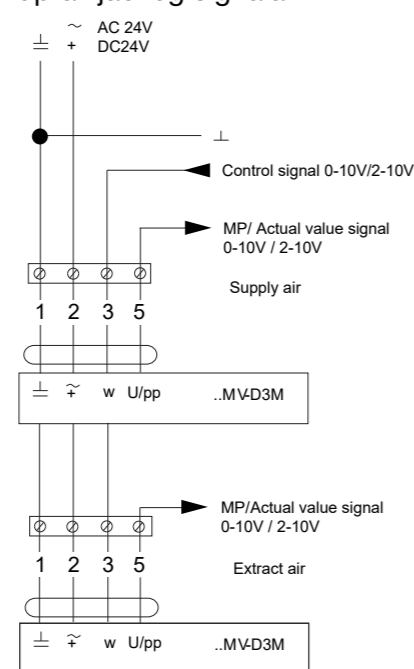 ~ AC 24V
⊥ + DC24V
⊥
Control signal 0-10V/2-10V
MP/ Actual value signal
0-10V / 2-10V
Supply air
1 2 3 5
⊥ ~ + w U/pp ..MV-D3M
MP/Actual value signal
0-10V / 2-10V
1 2 3 5
Extract air
⊥ ~ + w U/pp ..MV-D3M